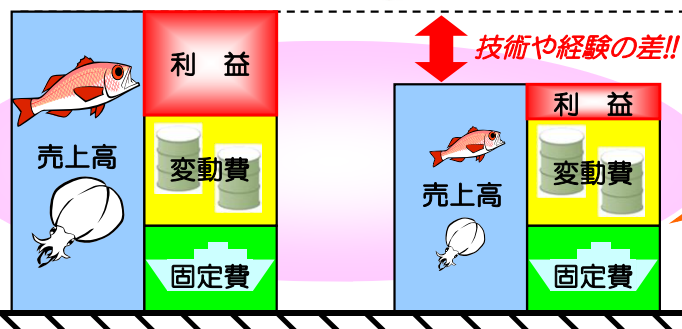 利　益
売上高
変動費
固定費
技術や経験の差!!
利　益
売上高
変動費
固定費